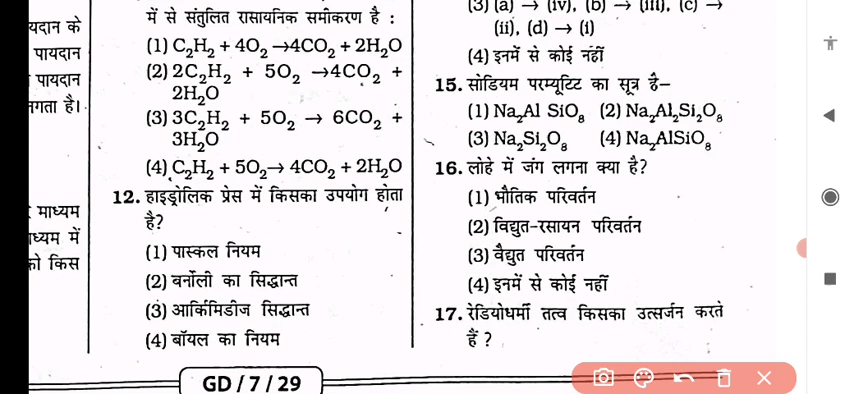 यदान के
पायदान
पायदान
गता है।
माध्यम
ाध्यम में
को किस
में से संतुलित रासायनिक समीकरण है :
(1) C₂H₂ + 4O₂ →4CO₂ + 2H₂O
(2) 2C₂H₂ + 5O₂ →4CO₂ +
2H₂O
(3) 3C₂H₂ + 5O₂ → 6CO₂ +
3H₂O
(4) C₂H₂ + 5O₂→ 4CO₂ + 2H₂O
12. हाइड्रोलिक प्रेस में किसका उपयोग होता
है?
(1) पास्कल नियम
(2) बर्नोली का सिद्धान्त
(3) आर्किमिडीज सिद्धान्त
(4) बॉयल का नियम
(3) (a) → (iv), (b) → (iii), (c) →
(ii), (d) → (i)
(4) इनमें से कोई नहीं
15. सोडियम परम्यूटिट का सूत्र है–
(1) Na₂Al SiO₈ (2) Na₂Al₂Si₂O₈
(3) Na₂Si₂O₈ (4) Na₂AlSiO₈
16. लोहे में जंग लगना क्या है?
(1) भौतिक परिवर्तन
(2) विद्युत-रसायन परिवर्तन
(3) वैद्युत परिवर्तन
(4) इनमें से कोई नहीं
17. रेडियोधर्मी तत्व किसका उत्सर्जन करते
हैं ?
GD / 7 / 29